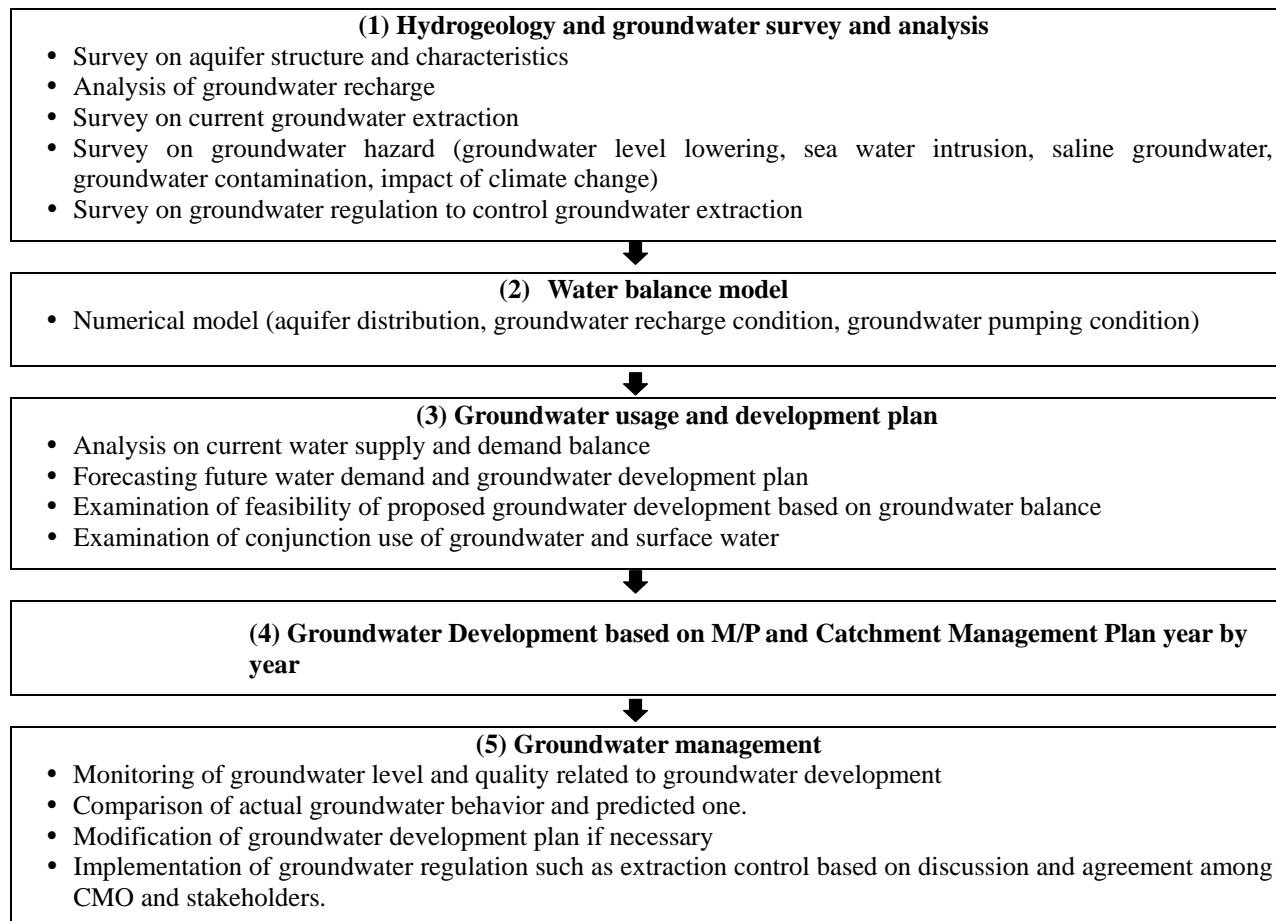 (1) Hydrogeology and groundwater survey and analysis
• Survey on aquifer structure and characteristics
• Analysis of groundwater recharge
• Survey on current groundwater extraction
• Survey on groundwater hazard (groundwater level lowering, sea water intrusion, saline groundwater,
groundwater contamination, impact of climate change)
• Survey on groundwater regulation to control groundwater extraction
(2) Water balance model
• Numerical model (aquifer distribution, groundwater recharge condition, groundwater pumping condition)
(3) Groundwater usage and development plan
• Analysis on current water supply and demand balance
• Forecasting future water demand and groundwater development plan
• Examination of feasibility of proposed groundwater development based on groundwater balance
• Examination of conjunction use of groundwater and surface water
(4) Groundwater Development based on M/P and Catchment Management Plan year by
year
(5) Groundwater management
• Monitoring of groundwater level and quality related to groundwater development
• Comparison of actual groundwater behavior and predicted one.
• Modification of groundwater development plan if necessary
• Implementation of groundwater regulation such as extraction control based on discussion and agreement among
CMO and stakeholders.